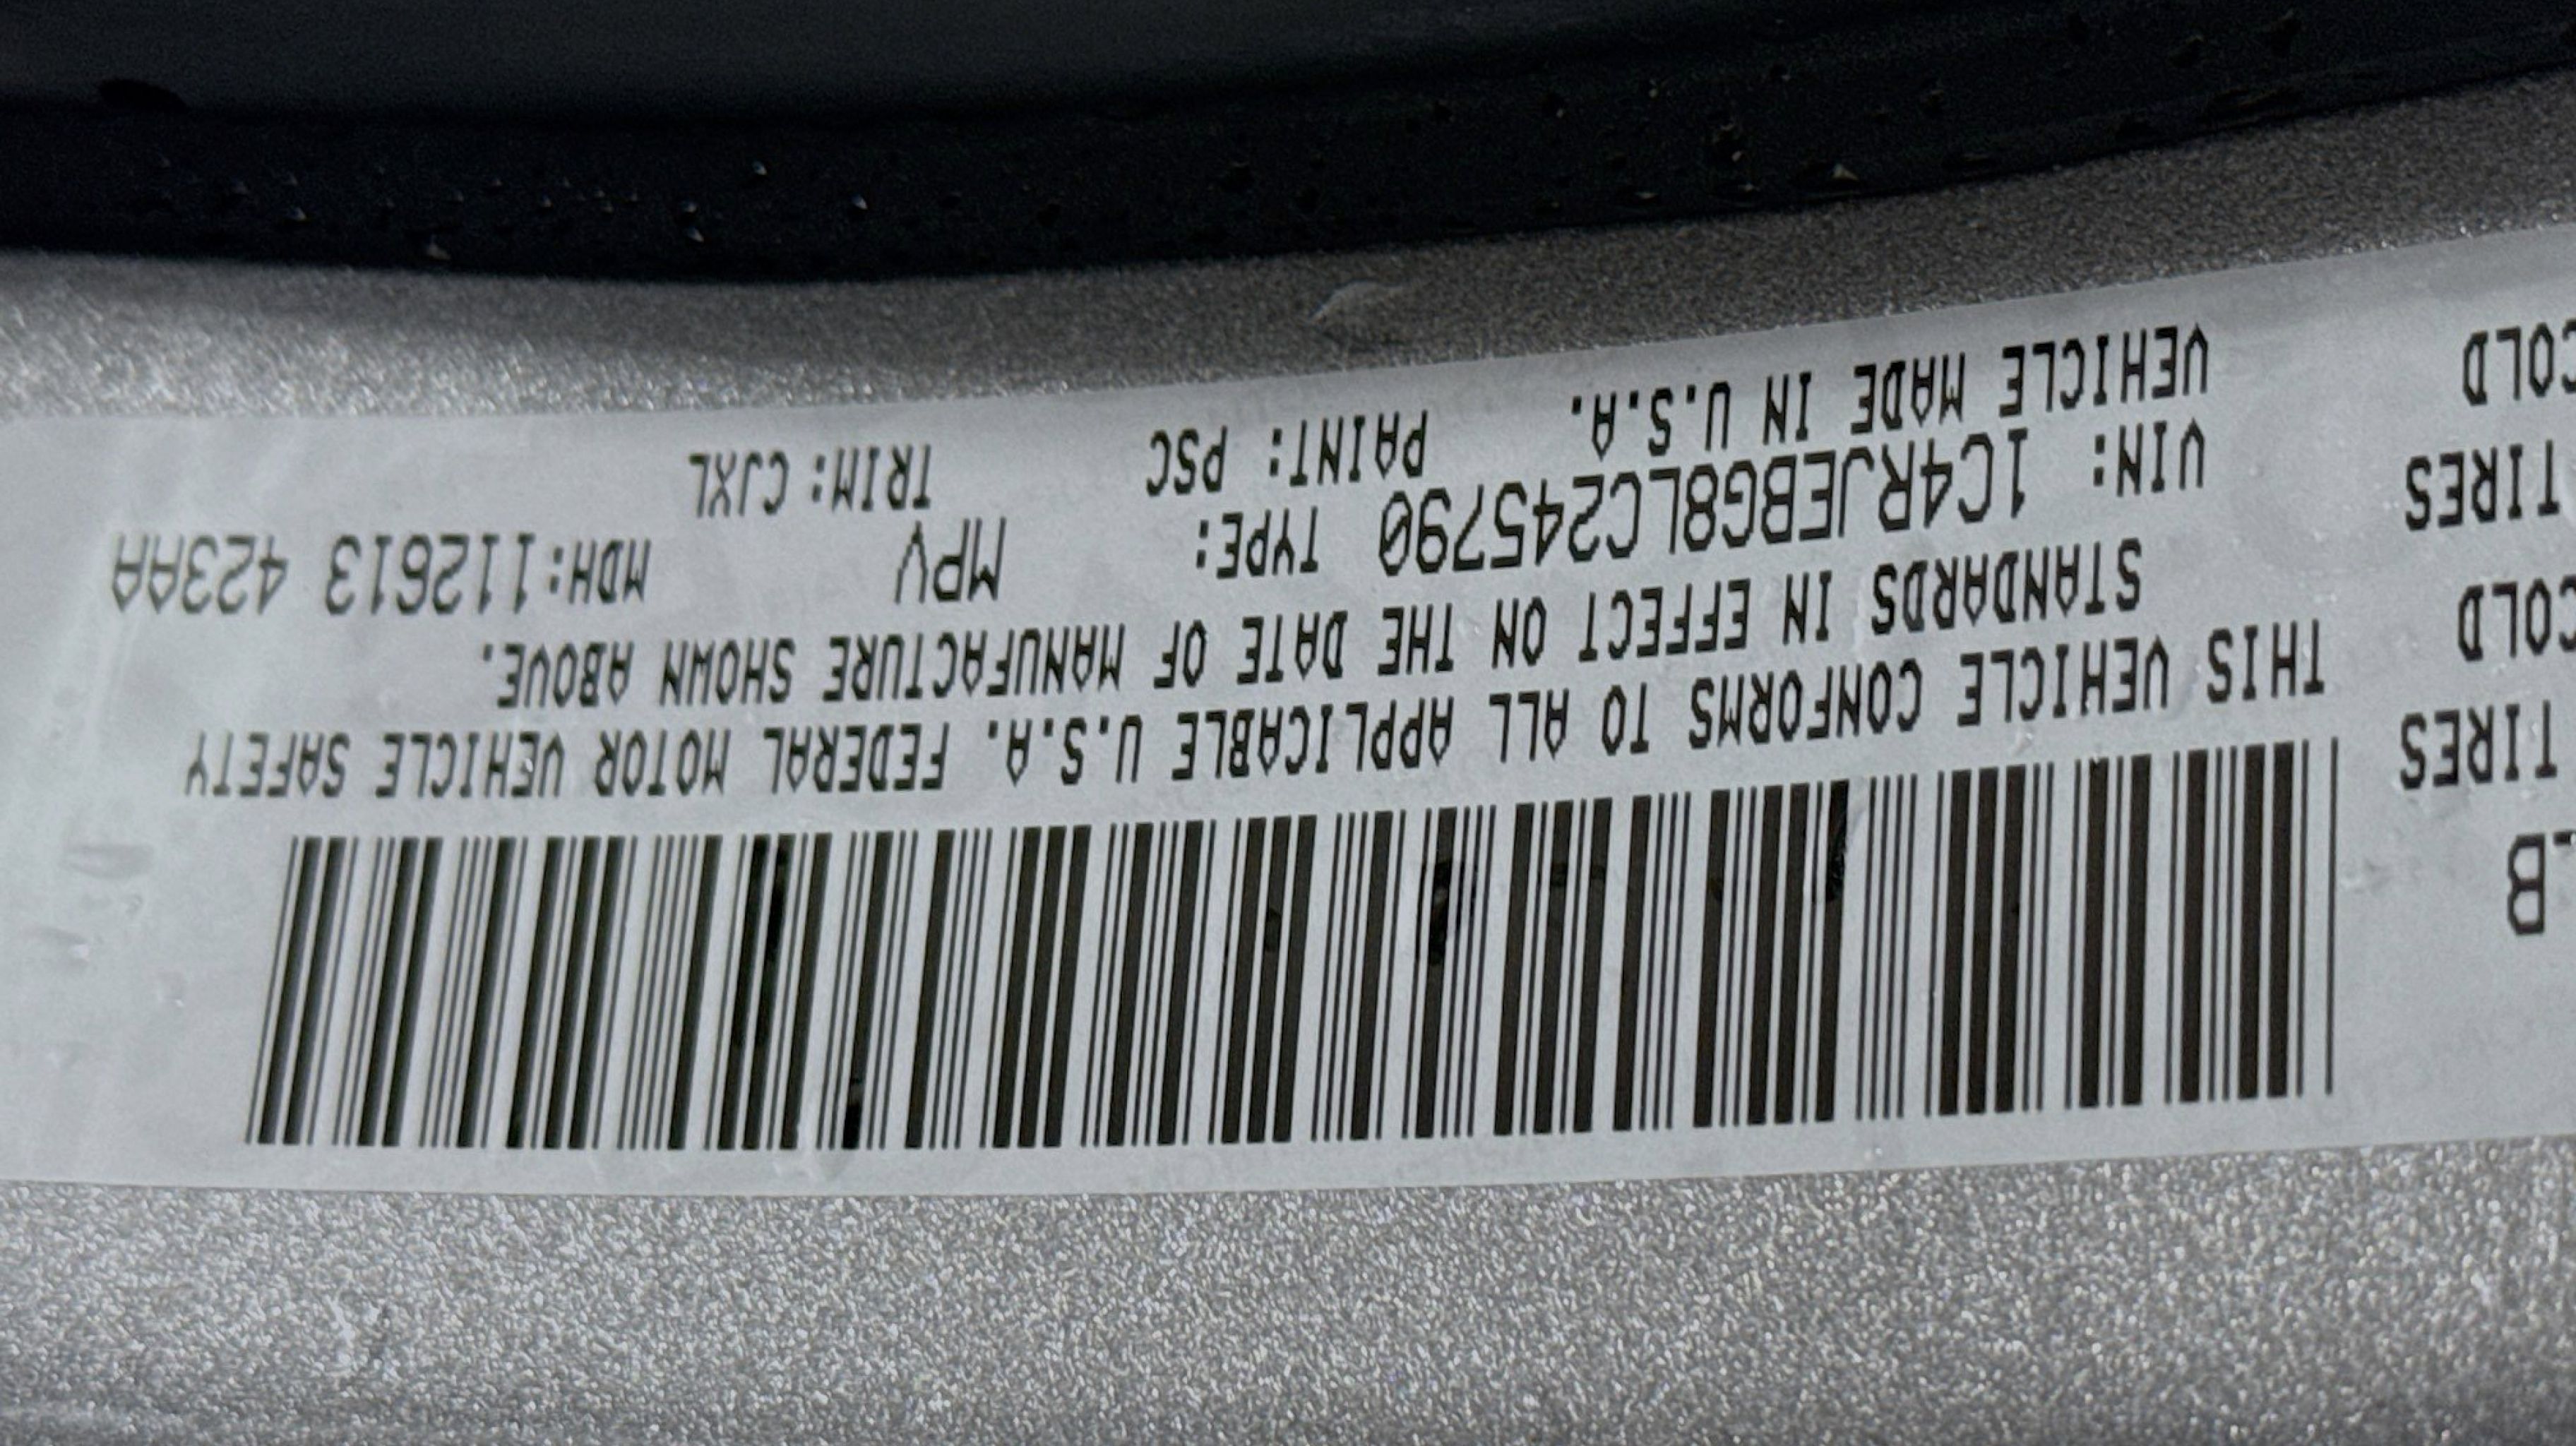 LB
TIRES
COLD
TIRES
COLD
THIS VEHICLE CONFORMS TO ALL APPLICABLE U.S.A. FEDERAL MOTOR VEHICLE SAFETY
STANDARDS IN EFFECT ON THE DATE OF MANUFACTURE SHOWN ABOVE.
VIN: 1C4RJEBG8LC245790 TYPE: MPV MDH:112613 423AA
VEHICLE MADE IN U.S.A. PAINT: PSC TRIM: CJXL